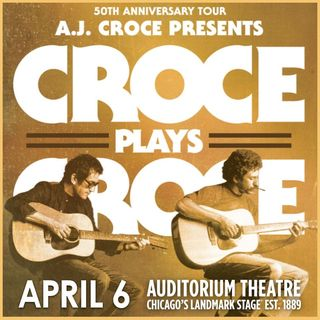 50TH ANNIVERSARY TOUR
A.J. CROCE PRESENTS
CROCE
PLAYS
CROCE
APRIL 6
AUDITORIUM THEATRE
CHICAGO'S LANDMARK STAGE EST. 1889